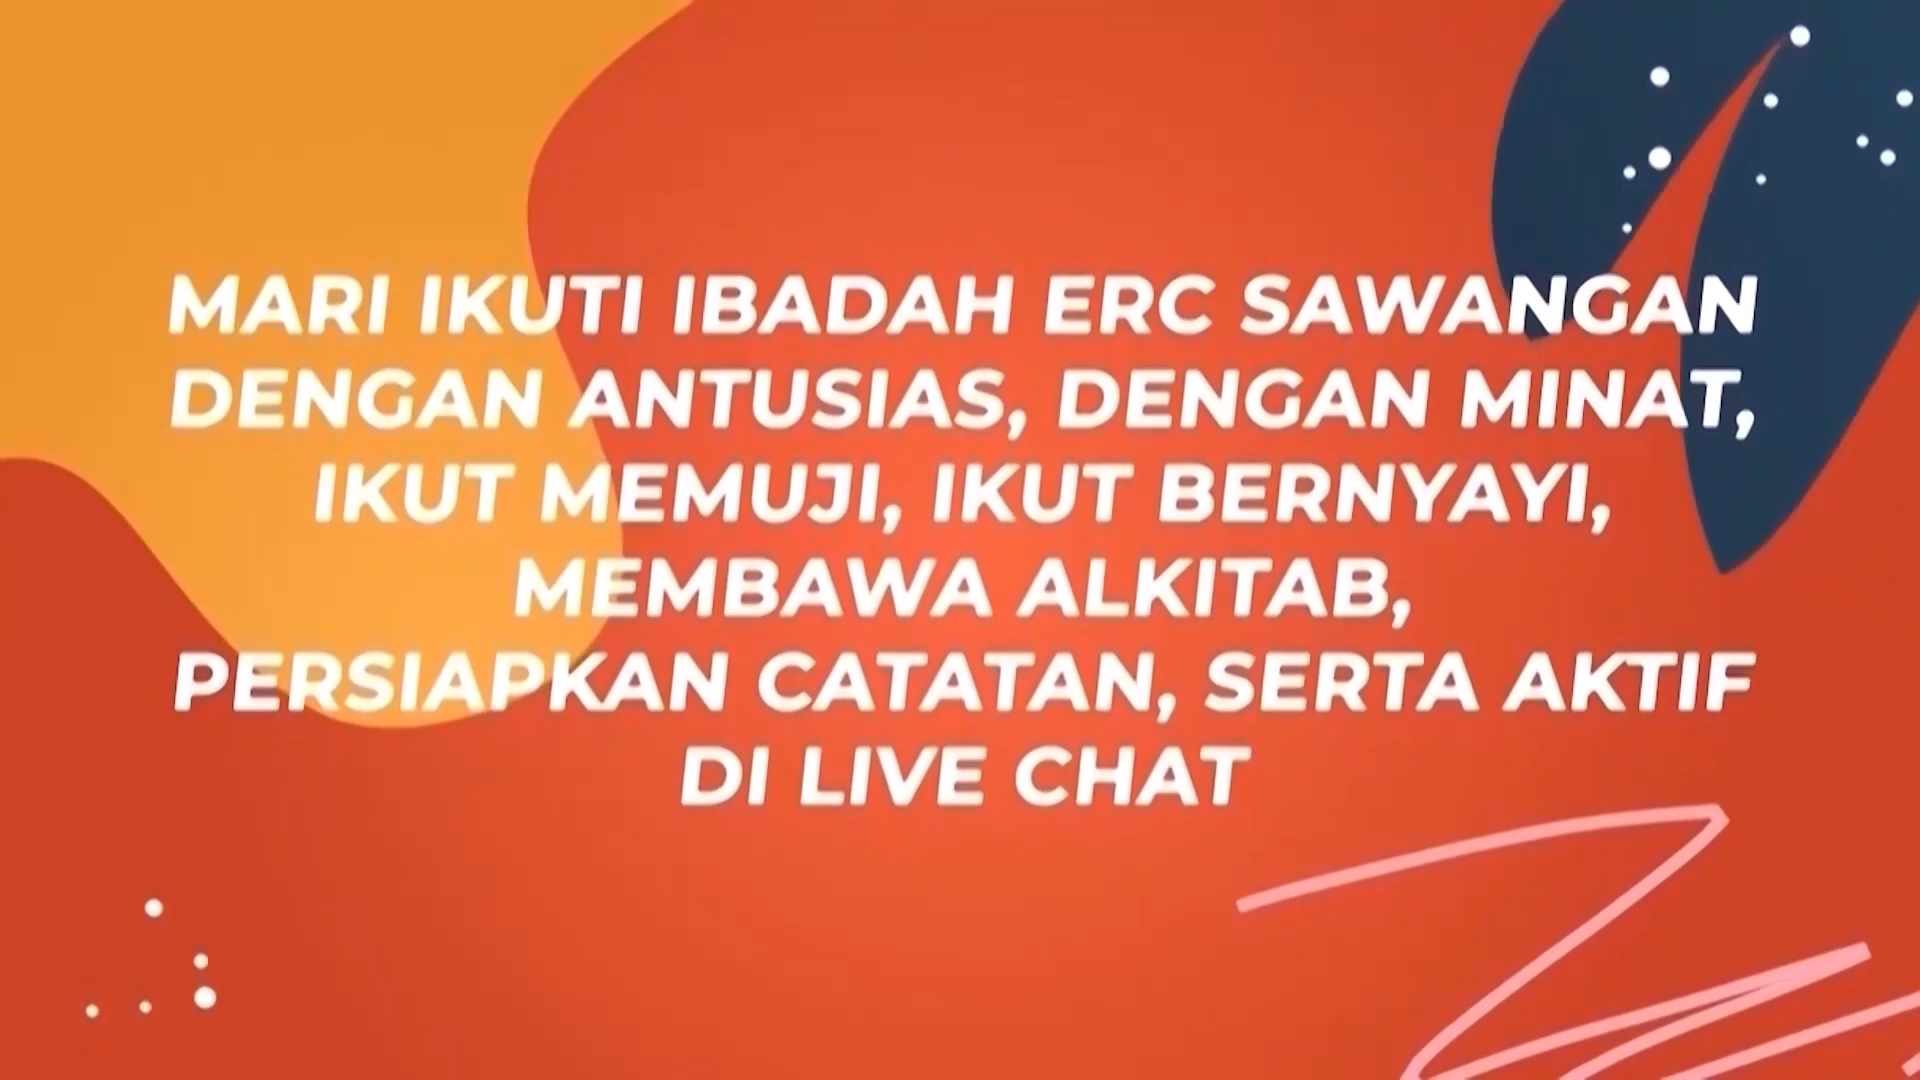 MARI IKUTI IBADAH ERC SAWANGAN
DENGAN ANTUSIAS, DENGAN MINAT,
IKUT MEMUJI, IKUT BERNYAYI,
MEMBAWA ALKITAB,
PERSIAPKAN CATATAN, SERTA AKTIF
DI LIVE CHAT